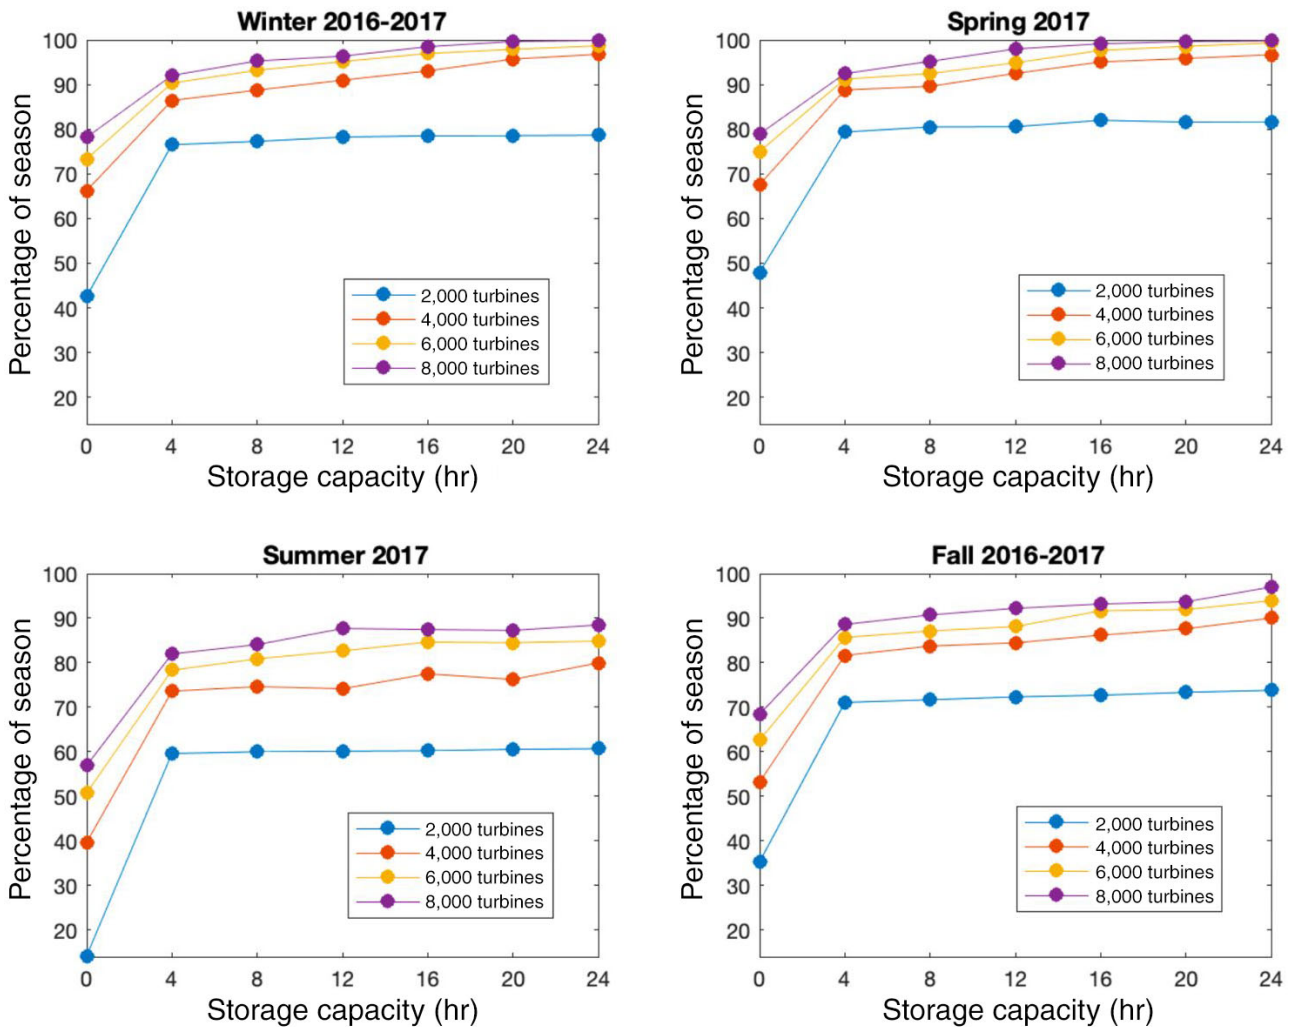 Winter 2016-2017
Percentage of season
100
90
80
70
60
50
40
30
20
0 4 8 12 16 20 24
Storage capacity (hr)
2,000 turbines
4,000 turbines
6,000 turbines
8,000 turbines
Spring 2017
Percentage of season
100
90
80
70
60
50
40
30
20
0 4 8 12 16 20 24
Storage capacity (hr)
2,000 turbines
4,000 turbines
6,000 turbines
8,000 turbines
Summer 2017
Percentage of season
100
90
80
70
60
50
40
30
20
0 4 8 12 16 20 24
Storage capacity (hr)
2,000 turbines
4,000 turbines
6,000 turbines
8,000 turbines
Fall 2016-2017
Percentage of season
100
90
80
70
60
50
40
30
20
0 4 8 12 16 20 24
Storage capacity (hr)
2,000 turbines
4,000 turbines
6,000 turbines
8,000 turbines